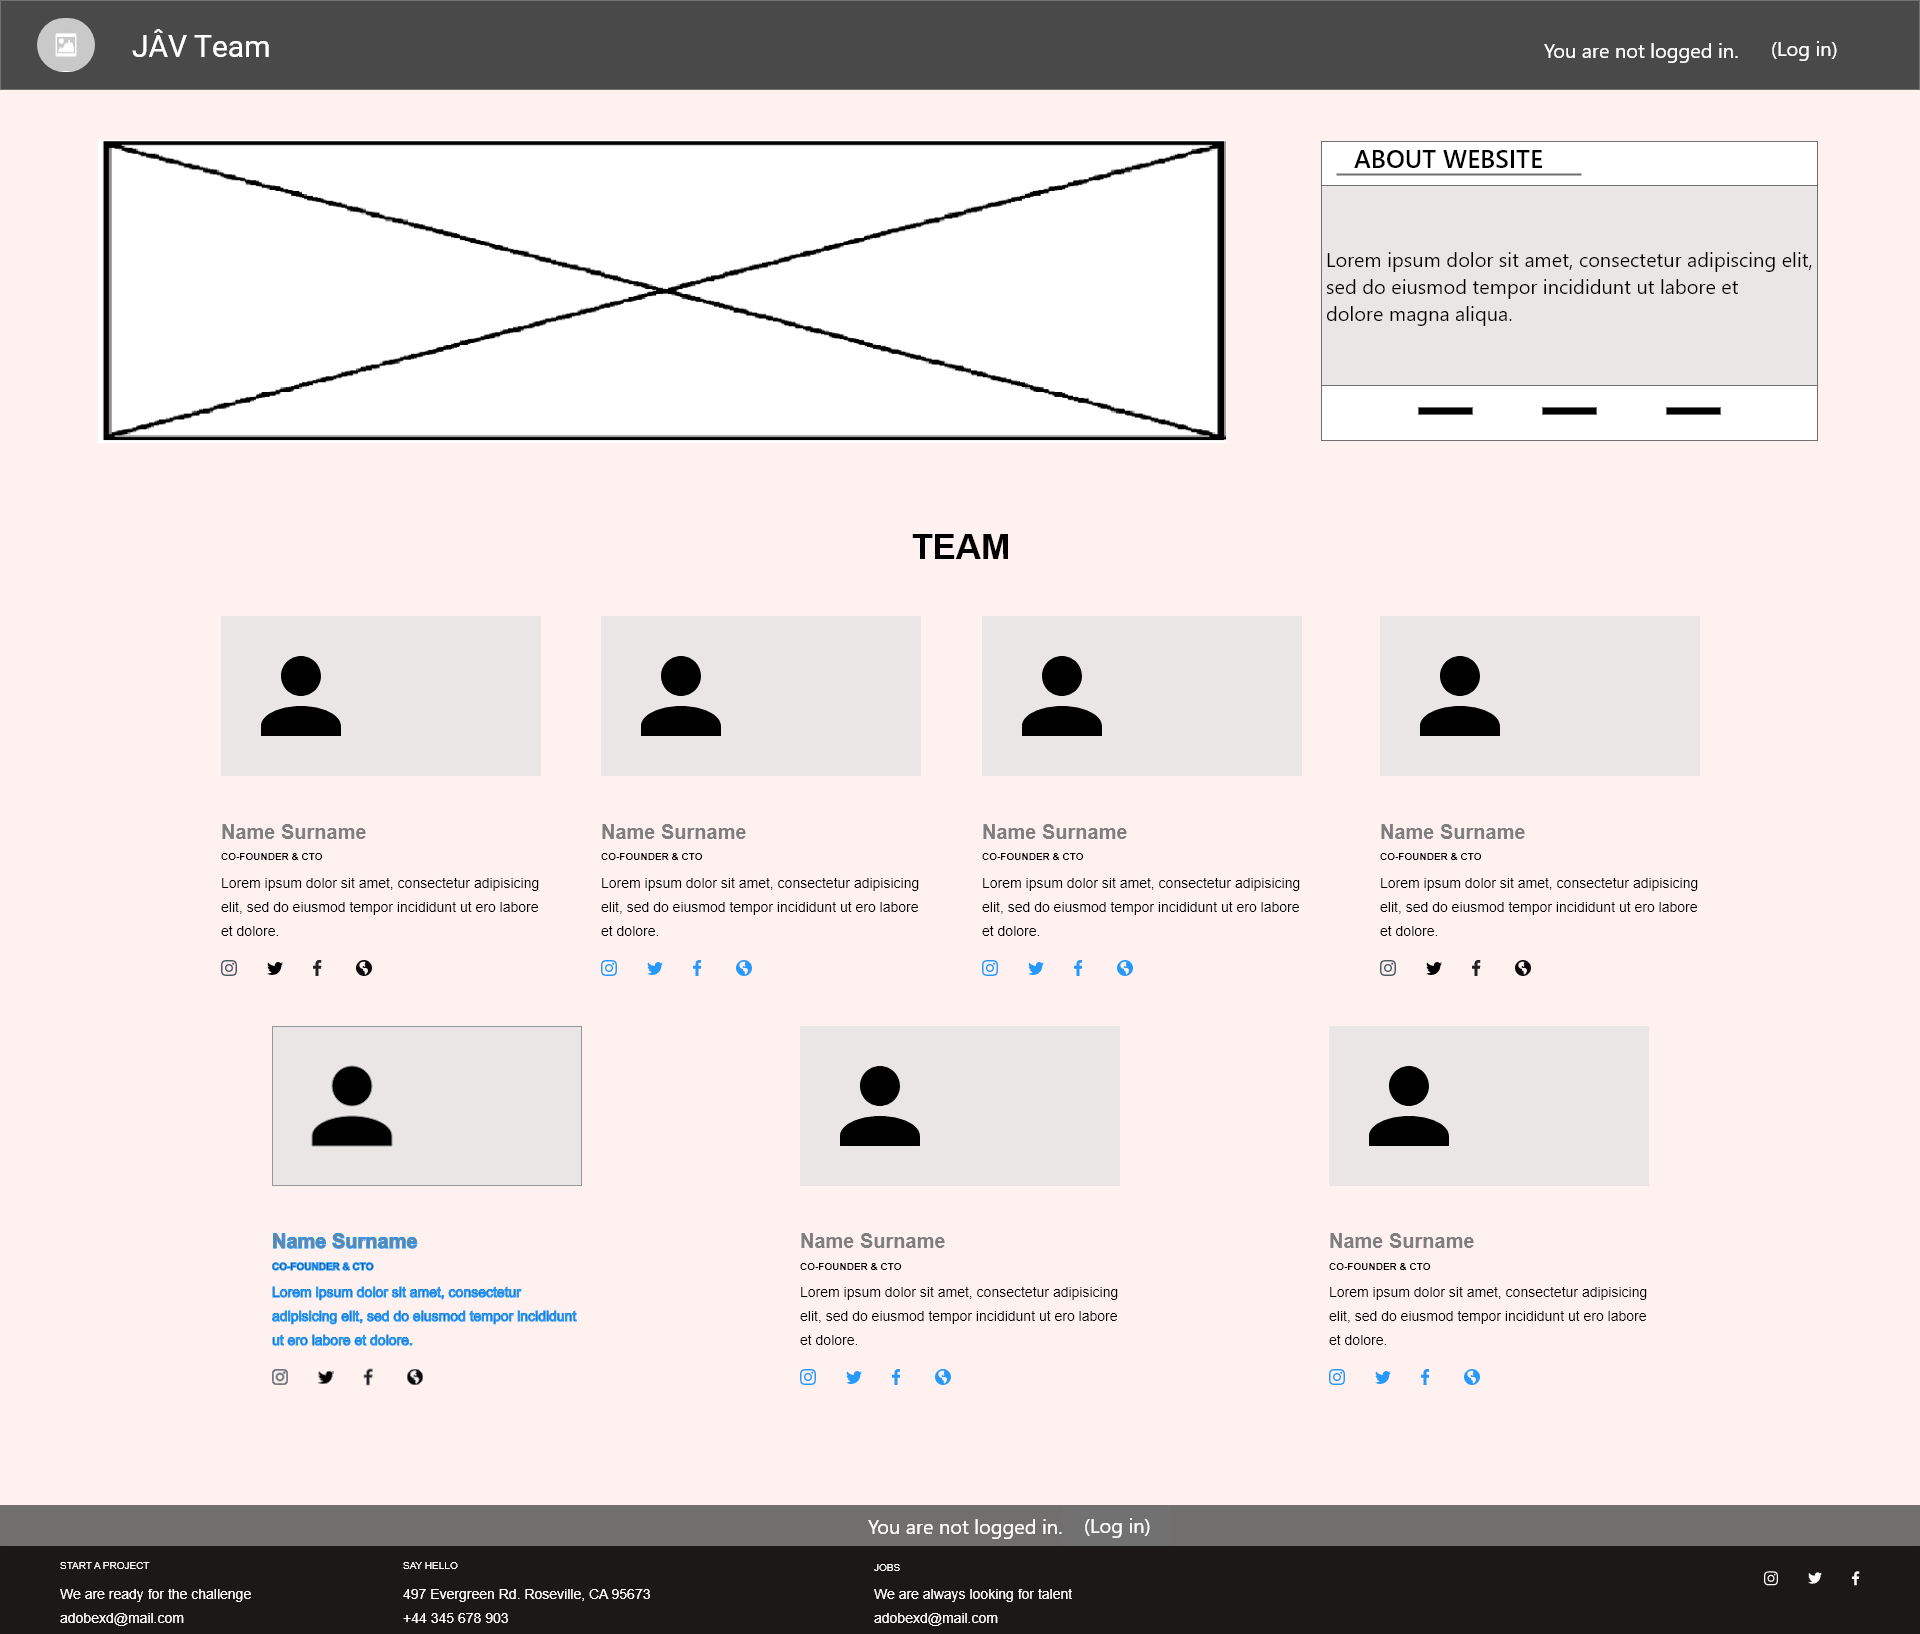 JÂV Team
You are not logged in. (Log in)
ABOUT WEBSITE
Lorem ipsum dolor sit amet, consectetur adipiscing elit,
sed do eiusmod tempor incididunt ut labore et
dolore magna aliqua.
TEAM
Name Surname
CO-FOUNDER & CTO
Lorem ipsum dolor sit amet, consectetur adipisicing
elit, sed do eiusmod tempor incididunt ut ero labore
et dolore.
Name Surname
CO-FOUNDER & CTO
Lorem ipsum dolor sit amet, consectetur adipisicing
elit, sed do eiusmod tempor incididunt ut ero labore
et dolore.
Name Surname
CO-FOUNDER & CTO
Lorem ipsum dolor sit amet, consectetur adipisicing
elit, sed do eiusmod tempor incididunt ut ero labore
et dolore.
Name Surname
CO-FOUNDER & CTO
Lorem ipsum dolor sit amet, consectetur adipisicing
elit, sed do eiusmod tempor incididunt ut ero labore
et dolore.
Name Surname
CO-FOUNDER & CTO
Lorem ipsum dolor sit amet, consectetur
adipisicing elit, sed do eiusmod tempor incididunt
ut ero labore et dolore.
Name Surname
CO-FOUNDER & CTO
Lorem ipsum dolor sit amet, consectetur adipisicing
elit, sed do eiusmod tempor incididunt ut ero labore
et dolore.
Name Surname
CO-FOUNDER & CTO
Lorem ipsum dolor sit amet, consectetur adipisicing
elit, sed do eiusmod tempor incididunt ut ero labore
et dolore.
You are not logged in. (Log in)
START A PROJECT
We are ready for the challenge
adobexd@mail.com
SAY HELLO
497 Evergreen Rd. Roseville, CA 95673
+44 345 678 903
JOBS
We are always looking for talent
adobexd@mail.com